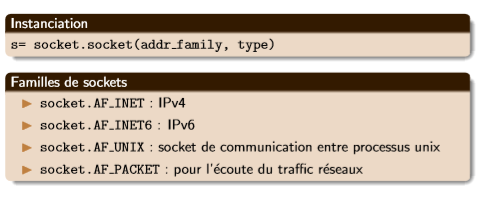 Instanciation
s= socket.socket(addr_family, type)
Familles de sockets
▶ socket.AF_INET : IPv4
▶ socket.AF_INET6 : IPv6
▶ socket.AF_UNIX : socket de communication entre processus unix
▶ socket.AF_PACKET : pour l'écoute du traffic réseaux